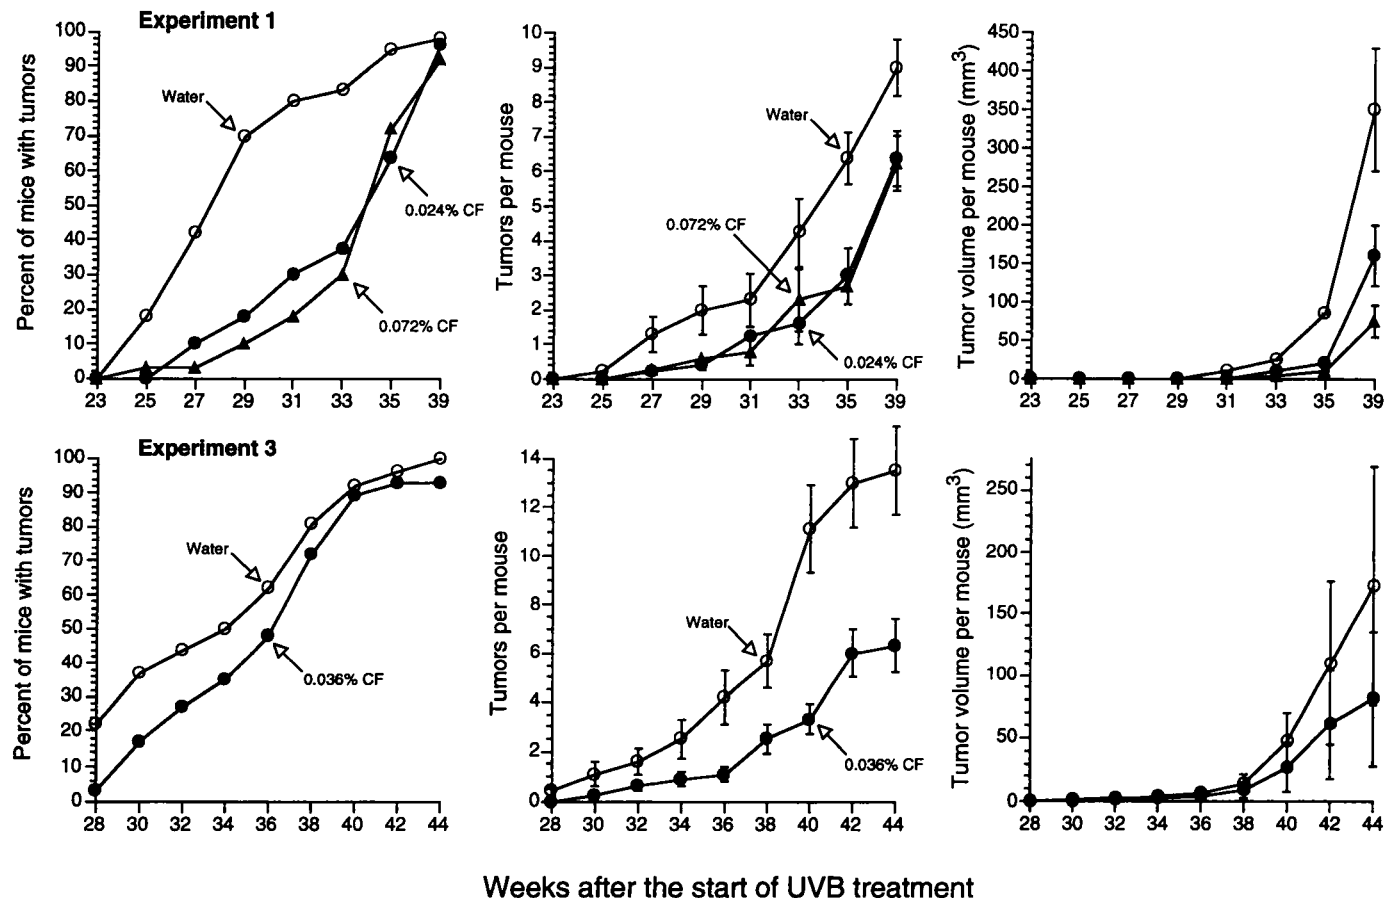 Experiment 1
Percent of mice with tumors
100
90
80
70
60
50
40
30
20
10
0
Water
0.024% CF
0.072% CF
23 25 27 29 31 33 35 39
Tumors per mouse
10
9
8
7
6
5
4
3
2
1
0
Water
0.072% CF
0.024% CF
23 25 27 29 31 33 35 39
Tumor volume per mouse (mm³)
450
400
350
300
250
200
150
100
50
0
23 25 27 29 31 33 35 39
Experiment 3
Percent of mice with tumors
100
90
80
70
60
50
40
30
20
10
0
Water
0.036% CF
28 30 32 34 36 38 40 42 44
Tumors per mouse
14
12
10
8
6
4
2
0
Water
0.036% CF
28 30 32 34 36 38 40 42 44
Tumor volume per mouse (mm³)
250
200
150
100
50
0
28 30 32 34 36 38 40 42 44
Weeks after the start of UVB treatment